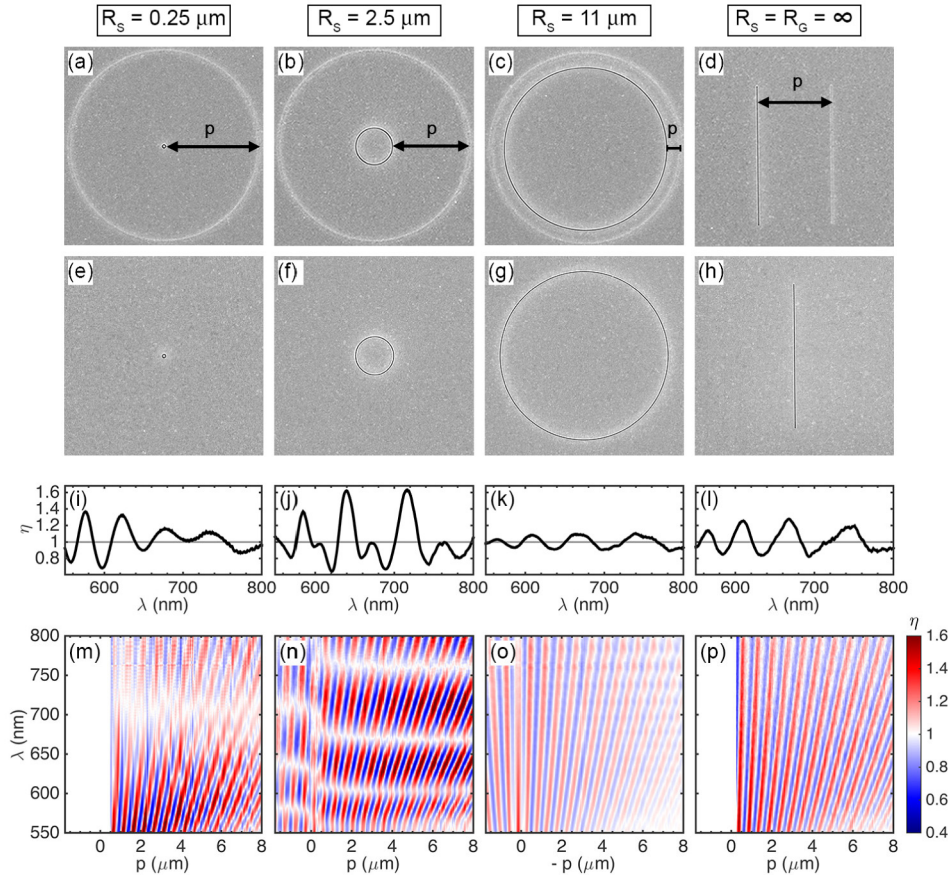 R_S = 0.25 μm
R_S = 2.5 μm
R_S = 11 μm
R_S = R_G = ∞
(a)
p
(b)
p
(c)
p
(d)
p
(e)
(f)
(g)
(h)
(i)
(j)
(k)
(l)
1.6
1.4
1.2
1
0.8
η
600 700 800
λ (nm)
600 700 800
λ (nm)
600 700 800
λ (nm)
600 700 800
λ (nm)
(m)
(n)
(o)
(p)
800
750
700
650
600
550
λ (nm)
0 2 4 6 8
p (μm)
0 2 4 6 8
p (μm)
0 2 4 6 8
- p (μm)
0 2 4 6 8
p (μm)
η
1.6
1.4
1.2
1
0.8
0.6
0.4